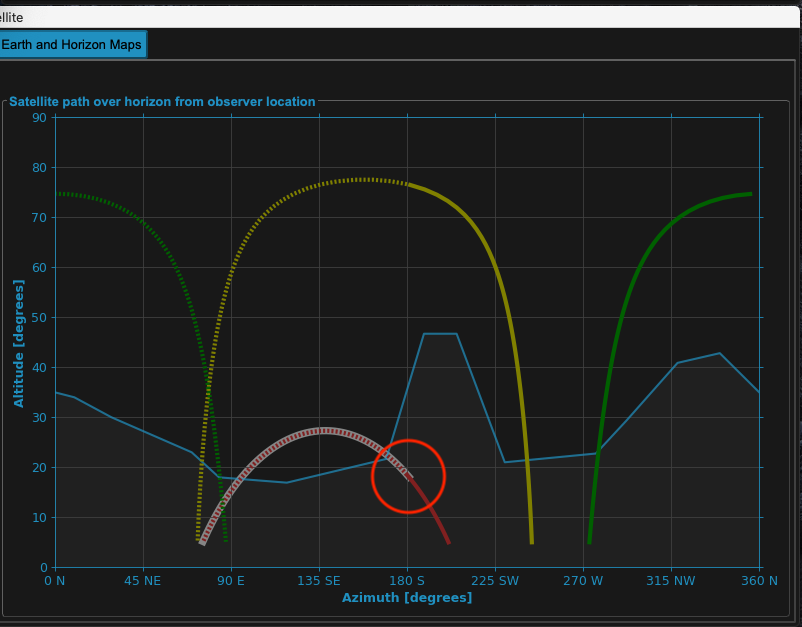 ellite
Earth and Horizon Maps
Satellite path over horizon from observer location
90
80
70
60
50
40
30
20
10
0
Altitude [degrees]
0 N 45 NE 90 E 135 SE 180 S 225 SW 270 W 315 NW 360 N
Azimuth [degrees]